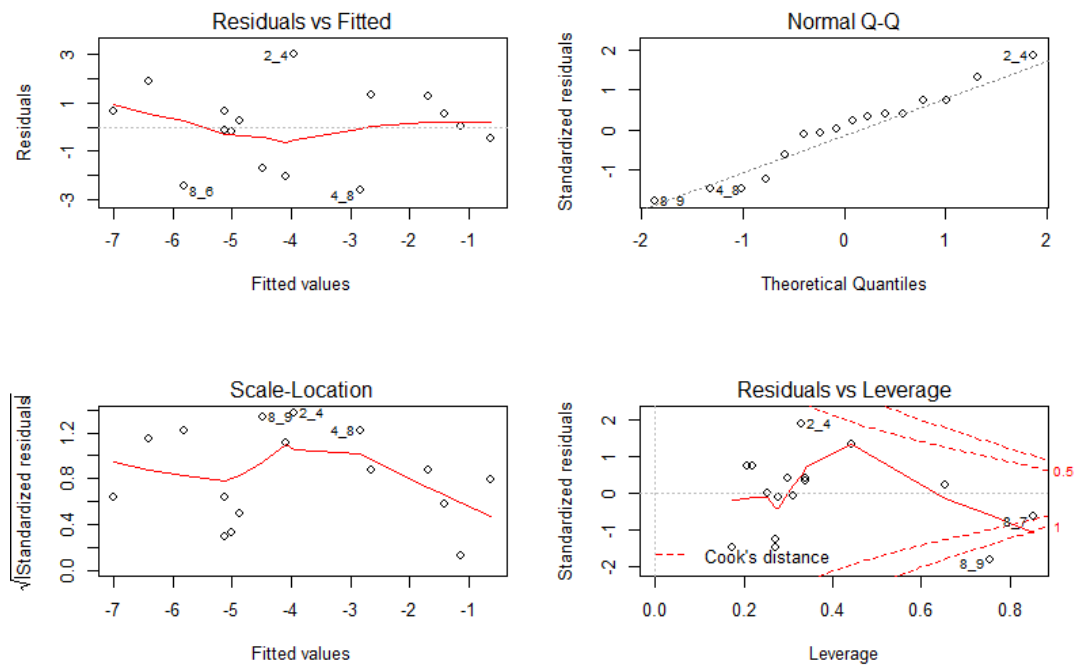 Residuals vs Fitted
Residuals
3
1
-1
-3
2_4
8_6
4_8
-7 -6 -5 -4 -3 -2 -1
Fitted values
Normal Q-Q
Standardized residuals
2
1
0
-1
2_4
4_8
8_9
-2 -1 0 1 2
Theoretical Quantiles
Scale-Location
√|Standardized residuals|
1.2
0.8
0.4
0.0
8_9
2_4
4_8
-7 -6 -5 -4 -3 -2 -1
Fitted values
Residuals vs Leverage
Standardized residuals
2
1
0
-1
-2
2_4
0.5
8_7
1
Cook's distance
8_9
0.0 0.2 0.4 0.6 0.8
Leverage